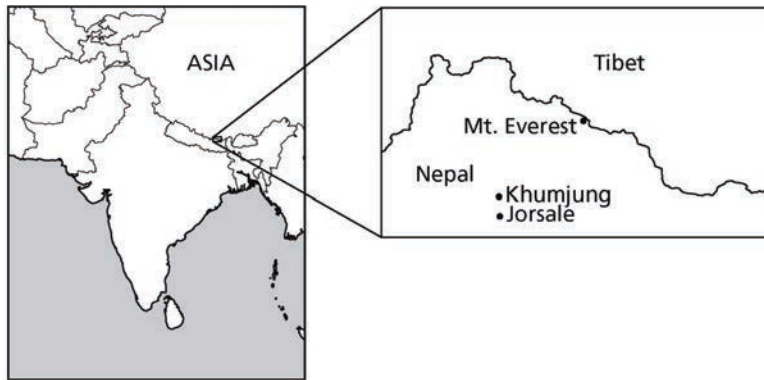 ASIA
Tibet
Mt. Everest
Nepal
Khumjung
Jorsale